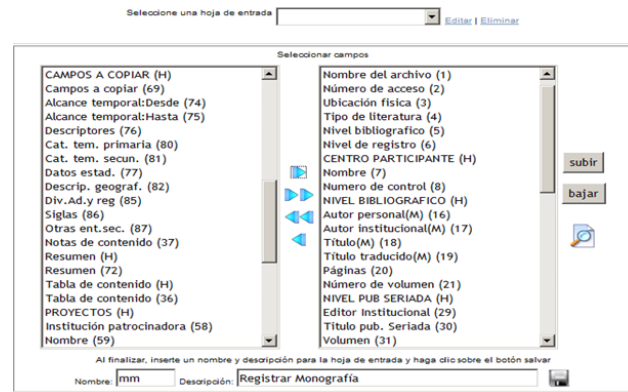 Seleccione una hoja de entrada
Editar | Eliminar
Seleccionar campos
CAMPOS A COPIAR (H)
Campos a copiar (69)
Alcance temporal:Desde (74)
Alcance temporal:Hasta (75)
Descriptores (76)
Cat. tem. primaria (80)
Cat. tem. secun. (81)
Datos estad. (77)
Descrip. geograf. (82)
Div.Ad.y reg (85)
Siglas (86)
Otras ent.sec. (87)
Notas de contenido (37)
Resumen (H)
Resumen (72)
Tabla de contenido (H)
Tabla de contenido (36)
PROYECTOS (H)
Institución patrocinadora (58)
Nombre (59)
Nombre del archivo (1)
Número de acceso (2)
Ubicación fisica (3)
Tipo de literatura (4)
Nivel bibliografico (5)
Nivel de registro (6)
CENTRO PARTICIPANTE (H)
Nombre (7)
Numero de control (8)
NIVEL BIBLIOGRAFICO (H)
Autor personal(M) (16)
Autor institucional(M) (17)
Título(M) (18)
Título traducido(M) (19)
Páginas (20)
Número de volumen (21)
NIVEL PUB SERIADA (H)
Editor Institucional (29)
Título pub. Seriada (30)
Volumen (31)
subir
bajar
Al finalizar, inserte un nombre y descripción para la hoja de entrada y haga clic sobre el botón salvar
Nombre: mm Descripción: Registrar Monografía